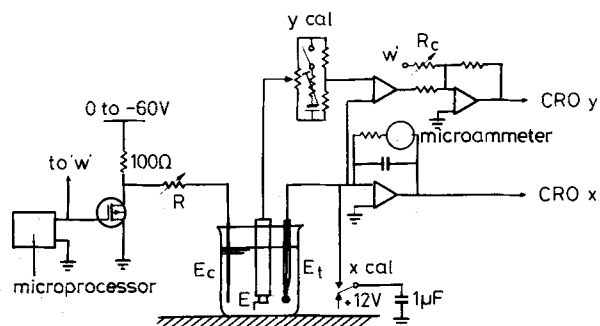 y cal
w'
Rc
0 to -60V
CRO y
to 'w'
100Ω
microammeter
R
CRO x
Ec
Er
Et
x cal
microprocessor
+12V
1μF